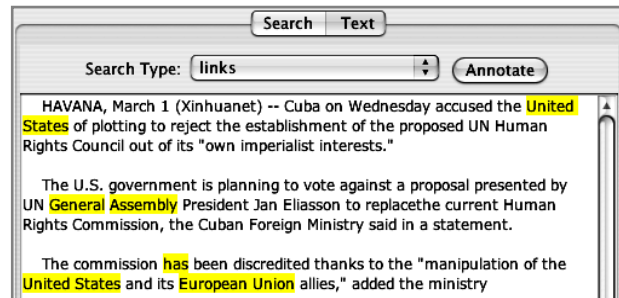 Search Text
Search Type: links Annotate
HAVANA, March 1 (Xinhuanet) -- Cuba on Wednesday accused the United
States of plotting to reject the establishment of the proposed UN Human
Rights Council out of its "own imperialist interests."
The U.S. government is planning to vote against a proposal presented by
UN General Assembly President Jan Eliasson to replacethe current Human
Rights Commission, the Cuban Foreign Ministry said in a statement.
The commission has been discredited thanks to the "manipulation of the
United States and its European Union allies," added the ministry